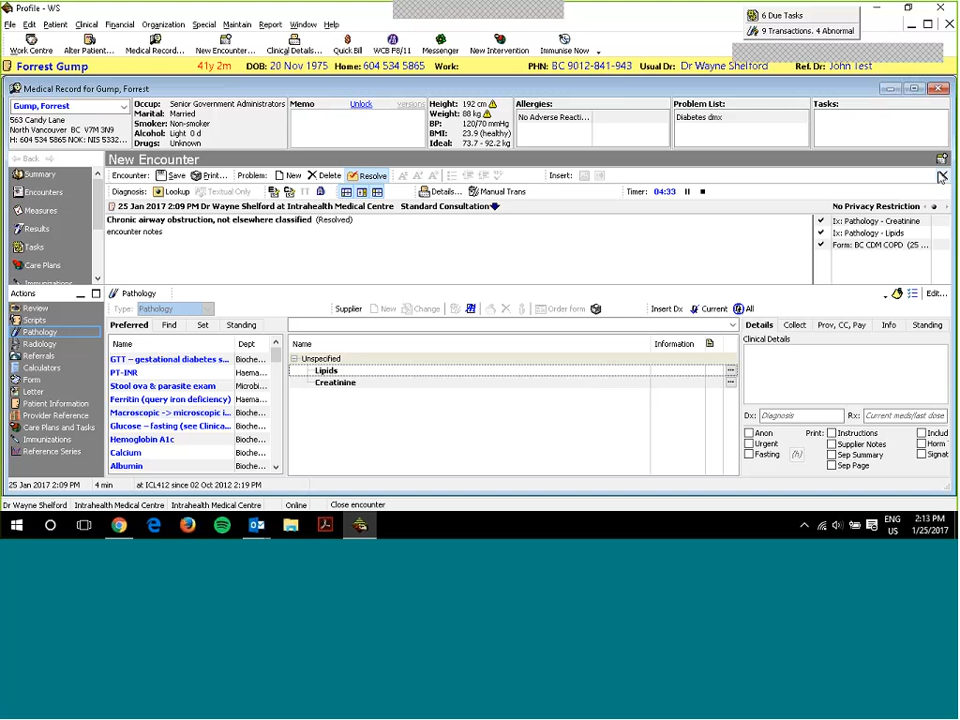 Profile - WS
6 Due Tasks
9 Transactions. 4 Abnormal
File Edit Patient Clinical Financial Organization Special Maintain Report Window Help
Work Centre Alter Patient... Medical Record... New Encounter... Clinical Details... Quick Bill WCB F8/11 Messenger New Intervention Immunise Now
Forrest Gump 41y 2m DOB: 20 Nov 1975 Home: 604 534 5865 Work: PHN: BC 9012-841-943 Usual Dr: Dr Wayne Shelford Ref. Dr: John Test
Medical Record for Gump, Forrest
Gump, Forrest
563 Candy Lane
North Vancouver BC V7M 3N9
H: 604 534 5865 NOK: NIS 5332...
Occup: Senior Government Administrators
Marital: Married
Smoker: Non-smoker
Alcohol: Light 0 d
Drugs: Unknown
Memo Unlock versions
Height: 192 cm
Weight: 88 kg
BP: 120/70 mmHg
BMI: 23.9 (healthy)
Ideal: 73.7 - 92.2 kg
Allergies:
No Adverse Reacti...
Problem List:
Diabetes dmx
Tasks:
Back
New Encounter
Summary
Encounters
Measures
Results
Tasks
Care Plans
Immunizations
Encounter: Save Print... Problem: New Delete Resolve Insert:
Diagnosis: Lookup Textual Only Details... Manual Trans Timer: 04:33
25 Jan 2017 2:09 PM Dr Wayne Shelford at Intrahealth Medical Centre Standard Consultation No Privacy Restriction
Chronic airway obstruction, not elsewhere classified (Resolved)
encounter notes
Ix: Pathology - Creatinine
Ix: Pathology - Lipids
Form: BC CDM COPD (25 ...
Actions
Review
Scripts
Pathology
Radiology
Referrals
Calculators
Form
Letter
Patient Information
Provider Reference
Care Plans and Tasks
Immunizations
Reference Series
Pathology Edit...
Type: Pathology Supplier New Change Order form Insert Dx Current All
Preferred Find Set Standing
Name Dept
GTT – gestational diabetes s... Bioche...
PT-INR Haema...
Stool ova & parasite exam Microbi...
Ferritin (query iron deficiency) Haema...
Macroscopic -> microscopic i... Bioche...
Glucose – fasting (see Clinica... Bioche...
Hemoglobin A1c Bioche...
Calcium Bioche...
Albumin Bioche...
Name Information
Unspecified
Lipids
Creatinine
Details Collect Prov, CC, Pay Info Standing
Clinical Details
Dx: Diagnosis Rx: Current meds/last dose
Anon Print: Instructions Includ
Urgent Supplier Notes Horm
Fasting (h) Sep Summary Signat
Sep Page
25 Jan 2017 2:09 PM 4 min at ICL412 since 02 Oct 2012 2:19 PM
Dr Wayne Shelford Intrahealth Medical Centre Intrahealth Medical Centre Online Close encounter
ENG
US
2:13 PM
1/25/2017